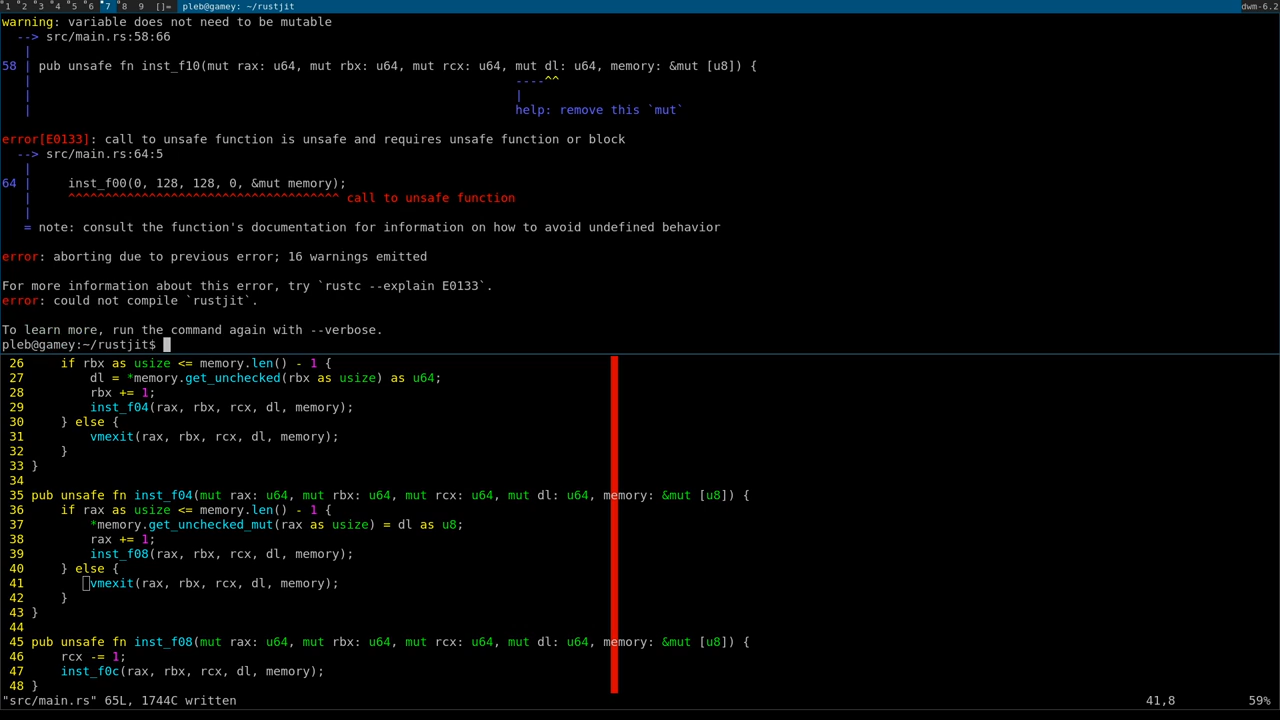 1 2 3 4 5 6 7 8 9 []= pleb@gamey: ~/rustjit dwm-6.2
warning: variable does not need to be mutable
--> src/main.rs:58:66
|
58 | pub unsafe fn inst_f10(mut rax: u64, mut rbx: u64, mut rcx: u64, mut dl: u64, memory: &mut [u8]) {
| ----^^
| |
| help: remove this `mut`
error[E0133]: call to unsafe function is unsafe and requires unsafe function or block
--> src/main.rs:64:5
|
64 | inst_f00(0, 128, 128, 0, &mut memory);
| ^^^^^^^^^^^^^^^^^^^^^^^^^^^^^^^^^^^^^ call to unsafe function
|
= note: consult the function's documentation for information on how to avoid undefined behavior
error: aborting due to previous error; 16 warnings emitted
For more information about this error, try `rustc --explain E0133`.
error: could not compile `rustjit`.
To learn more, run the command again with --verbose.
pleb@gamey:~/rustjit$
26 if rbx as usize <= memory.len() - 1 {
27 dl = *memory.get_unchecked(rbx as usize) as u64;
28 rbx += 1;
29 inst_f04(rax, rbx, rcx, dl, memory);
30 } else {
31 vmexit(rax, rbx, rcx, dl, memory);
32 }
33 }
34
35 pub unsafe fn inst_f04(mut rax: u64, mut rbx: u64, mut rcx: u64, mut dl: u64, memory: &mut [u8]) {
36 if rax as usize <= memory.len() - 1 {
37 *memory.get_unchecked_mut(rax as usize) = dl as u8;
38 rax += 1;
39 inst_f08(rax, rbx, rcx, dl, memory);
40 } else {
41 vmexit(rax, rbx, rcx, dl, memory);
42 }
43 }
44
45 pub unsafe fn inst_f08(mut rax: u64, mut rbx: u64, mut rcx: u64, mut dl: u64, memory: &mut [u8]) {
46 rcx -= 1;
47 inst_f0c(rax, rbx, rcx, dl, memory);
48 }
"src/main.rs" 65L, 1744C written 41,8 59%